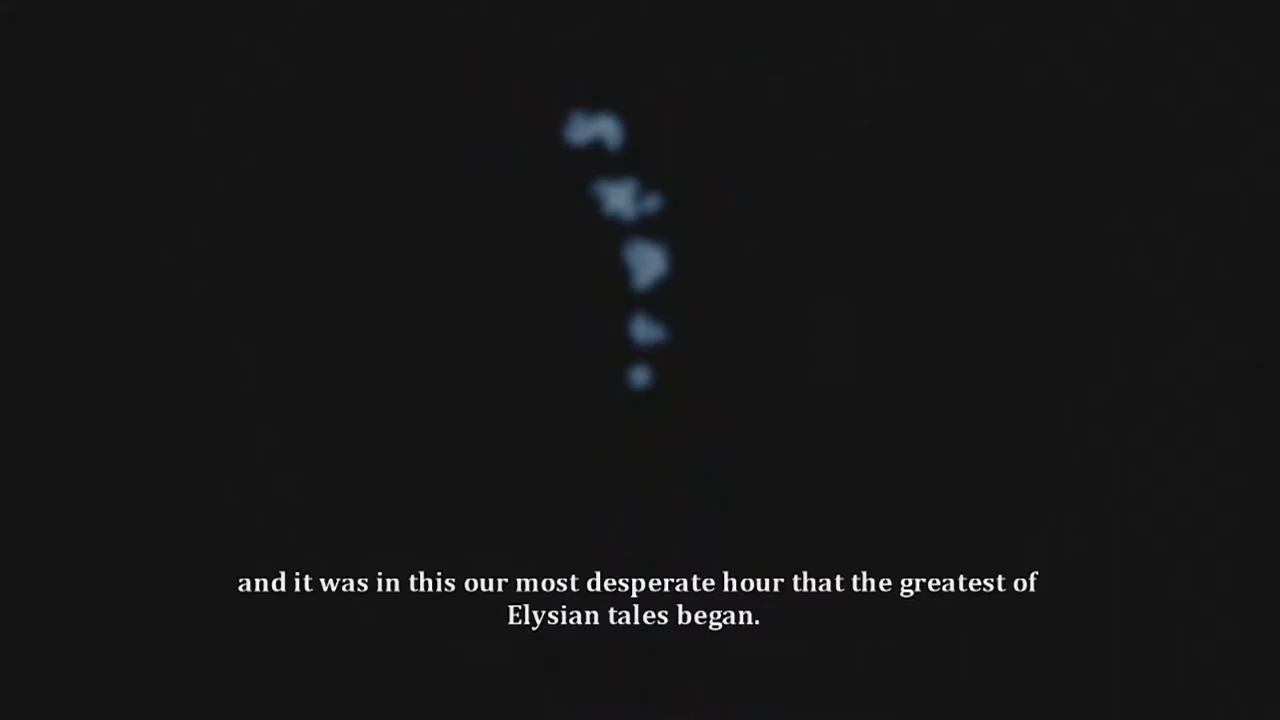 and it was in this our most desperate hour that the greatest of
Elysian tales began.